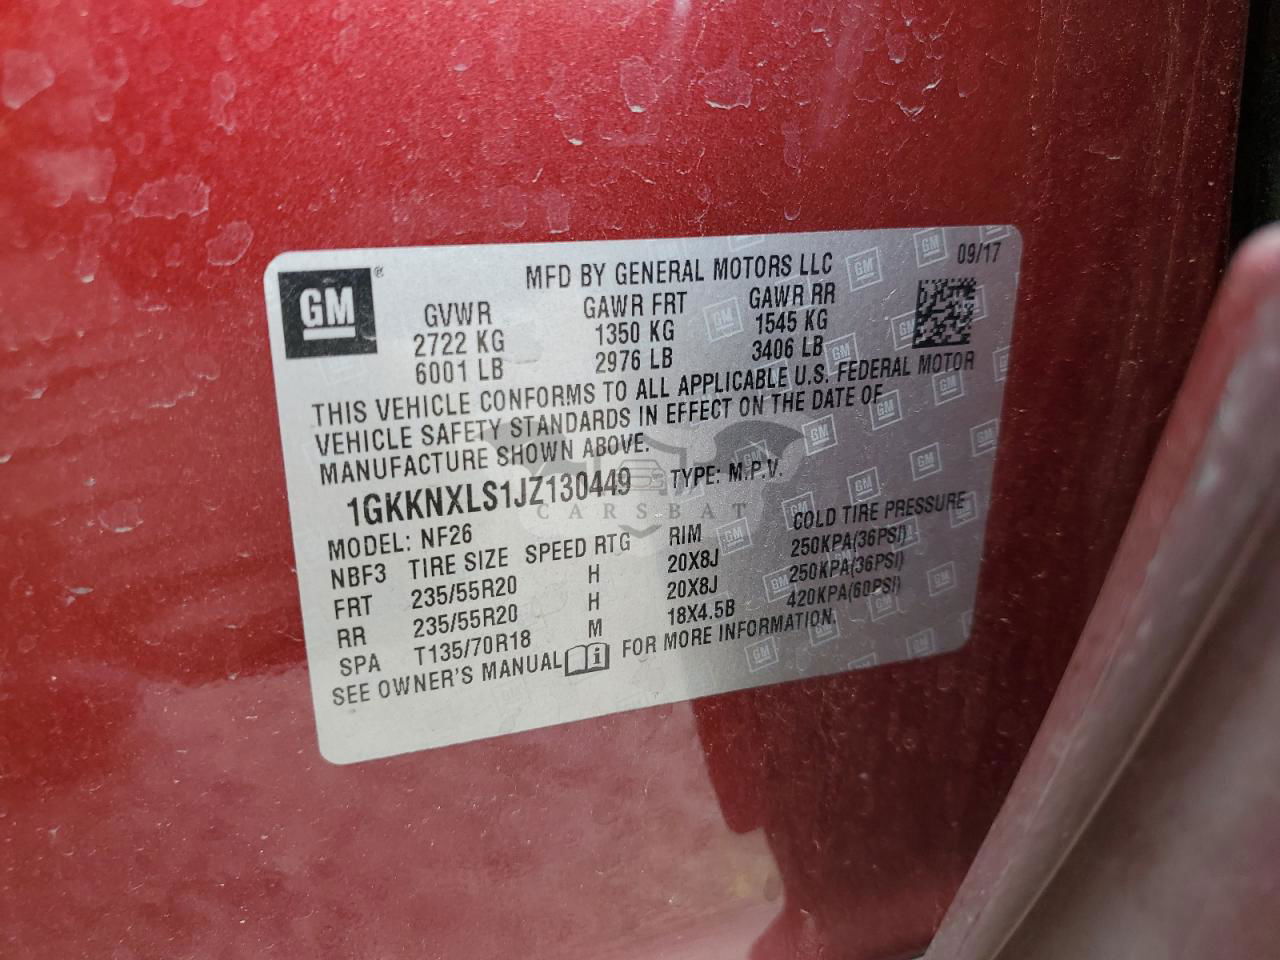 GM®
MFD BY GENERAL MOTORS LLC 09/17
GVWR GAWR FRT GAWR RR
2722 KG 1350 KG 1545 KG
6001 LB 2976 LB 3406 LB
THIS VEHICLE CONFORMS TO ALL APPLICABLE U.S. FEDERAL MOTOR
VEHICLE SAFETY STANDARDS IN EFFECT ON THE DATE OF
MANUFACTURE SHOWN ABOVE.
1GKKNXLS1JZ130449 TYPE: M.P.V.
CARSBAT
MODEL: NF26
NBF3 TIRE SIZE SPEED RTG RIM COLD TIRE PRESSURE
FRT 235/55R20 H 20X8J 250KPA(36PSI)
RR 235/55R20 H 20X8J 250KPA(36PSI)
SPA T135/70R18 M 18X4.5B 420KPA(60PSI)
SEE OWNER'S MANUAL i FOR MORE INFORMATION.